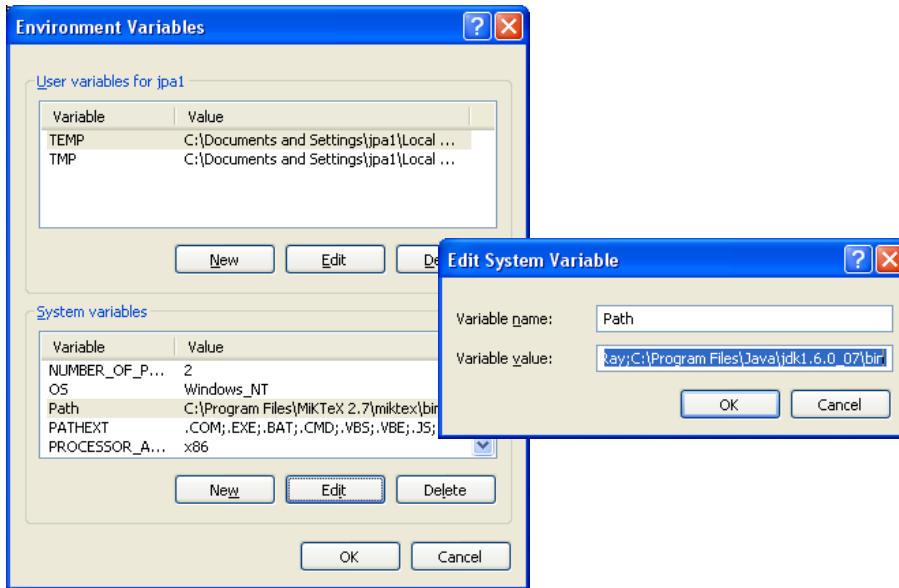 Environment Variables
User variables for jpa1
Variable Value
TEMP C:\Documents and Settings\jpa1\Local ...
TMP C:\Documents and Settings\jpa1\Local ...
New Edit De
System variables
Variable Value
NUMBER_OF_P... 2
OS Windows_NT
Path C:\Program Files\MiKTeX 2.7\miktex\bin
PATHEXT .COM;.EXE;.BAT;.CMD;.VBS;.VBE;.JS;
PROCESSOR_A... x86
New Edit Delete
OK Cancel
Edit System Variable
Variable name: Path
Variable value: Ray;C:\Program Files\Java\jdk1.6.0_07\bin
OK Cancel